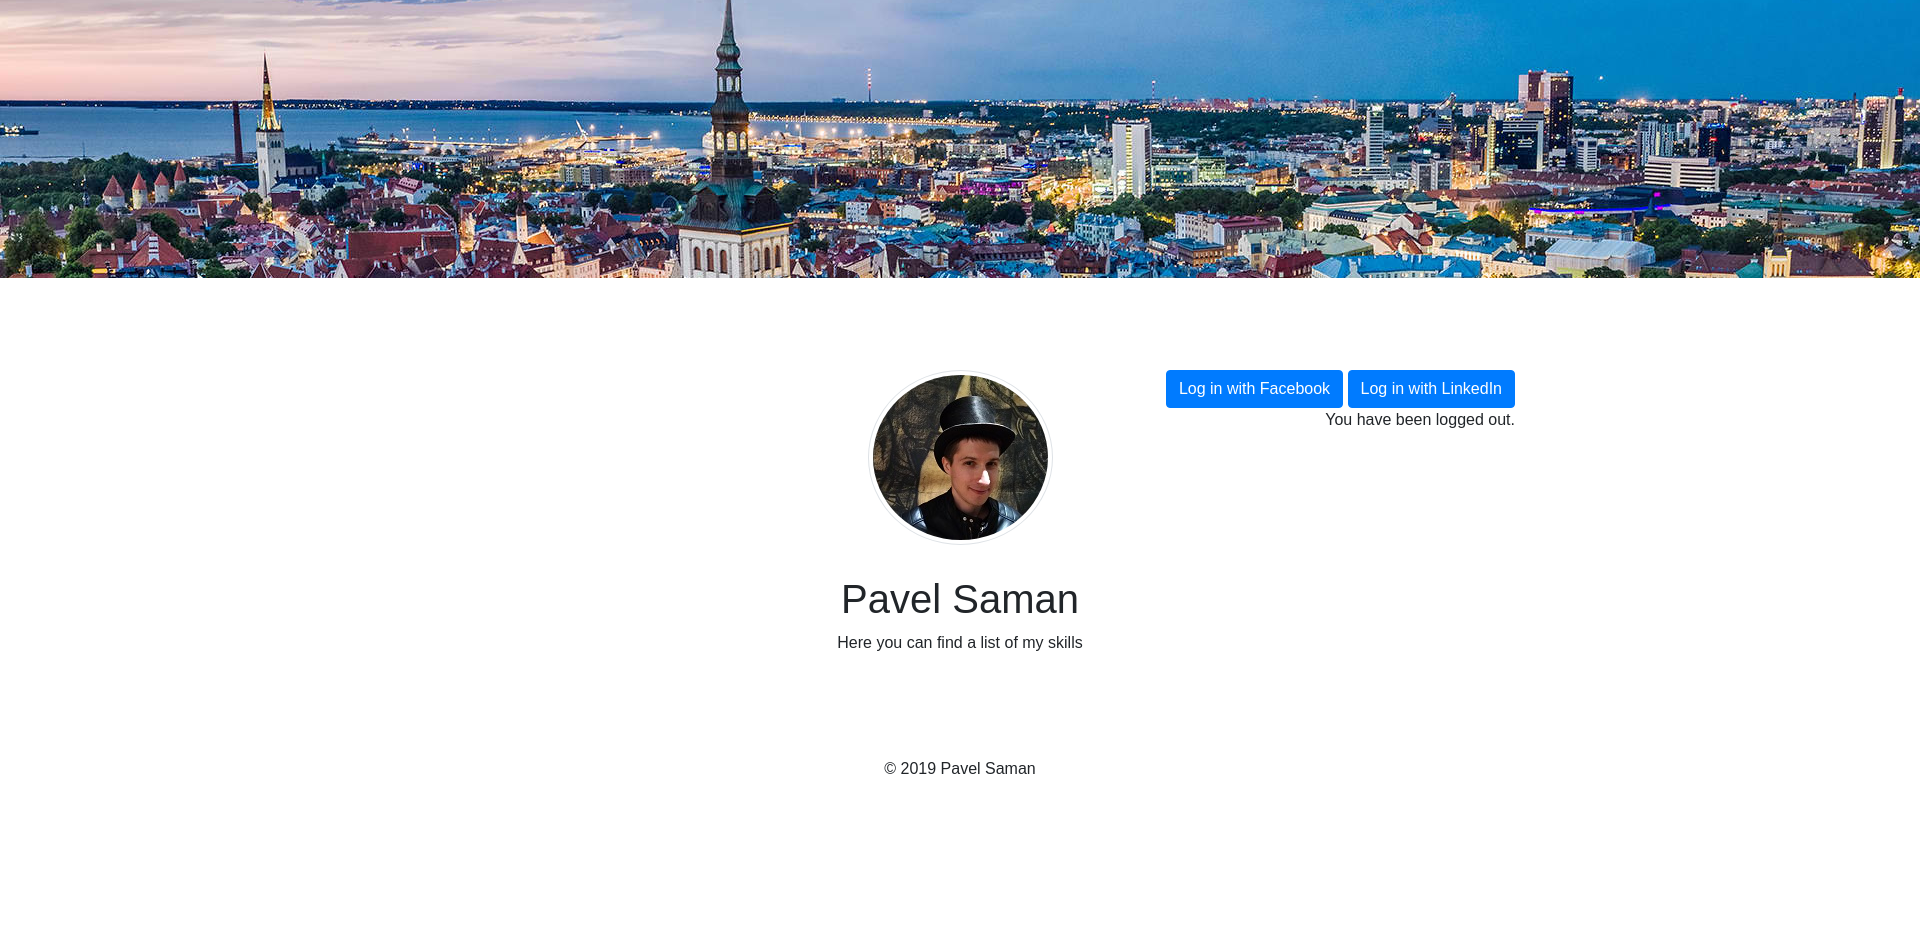 Log in with Facebook
Log in with LinkedIn
You have been logged out.
Pavel Saman
Here you can find a list of my skills
© 2019 Pavel Saman